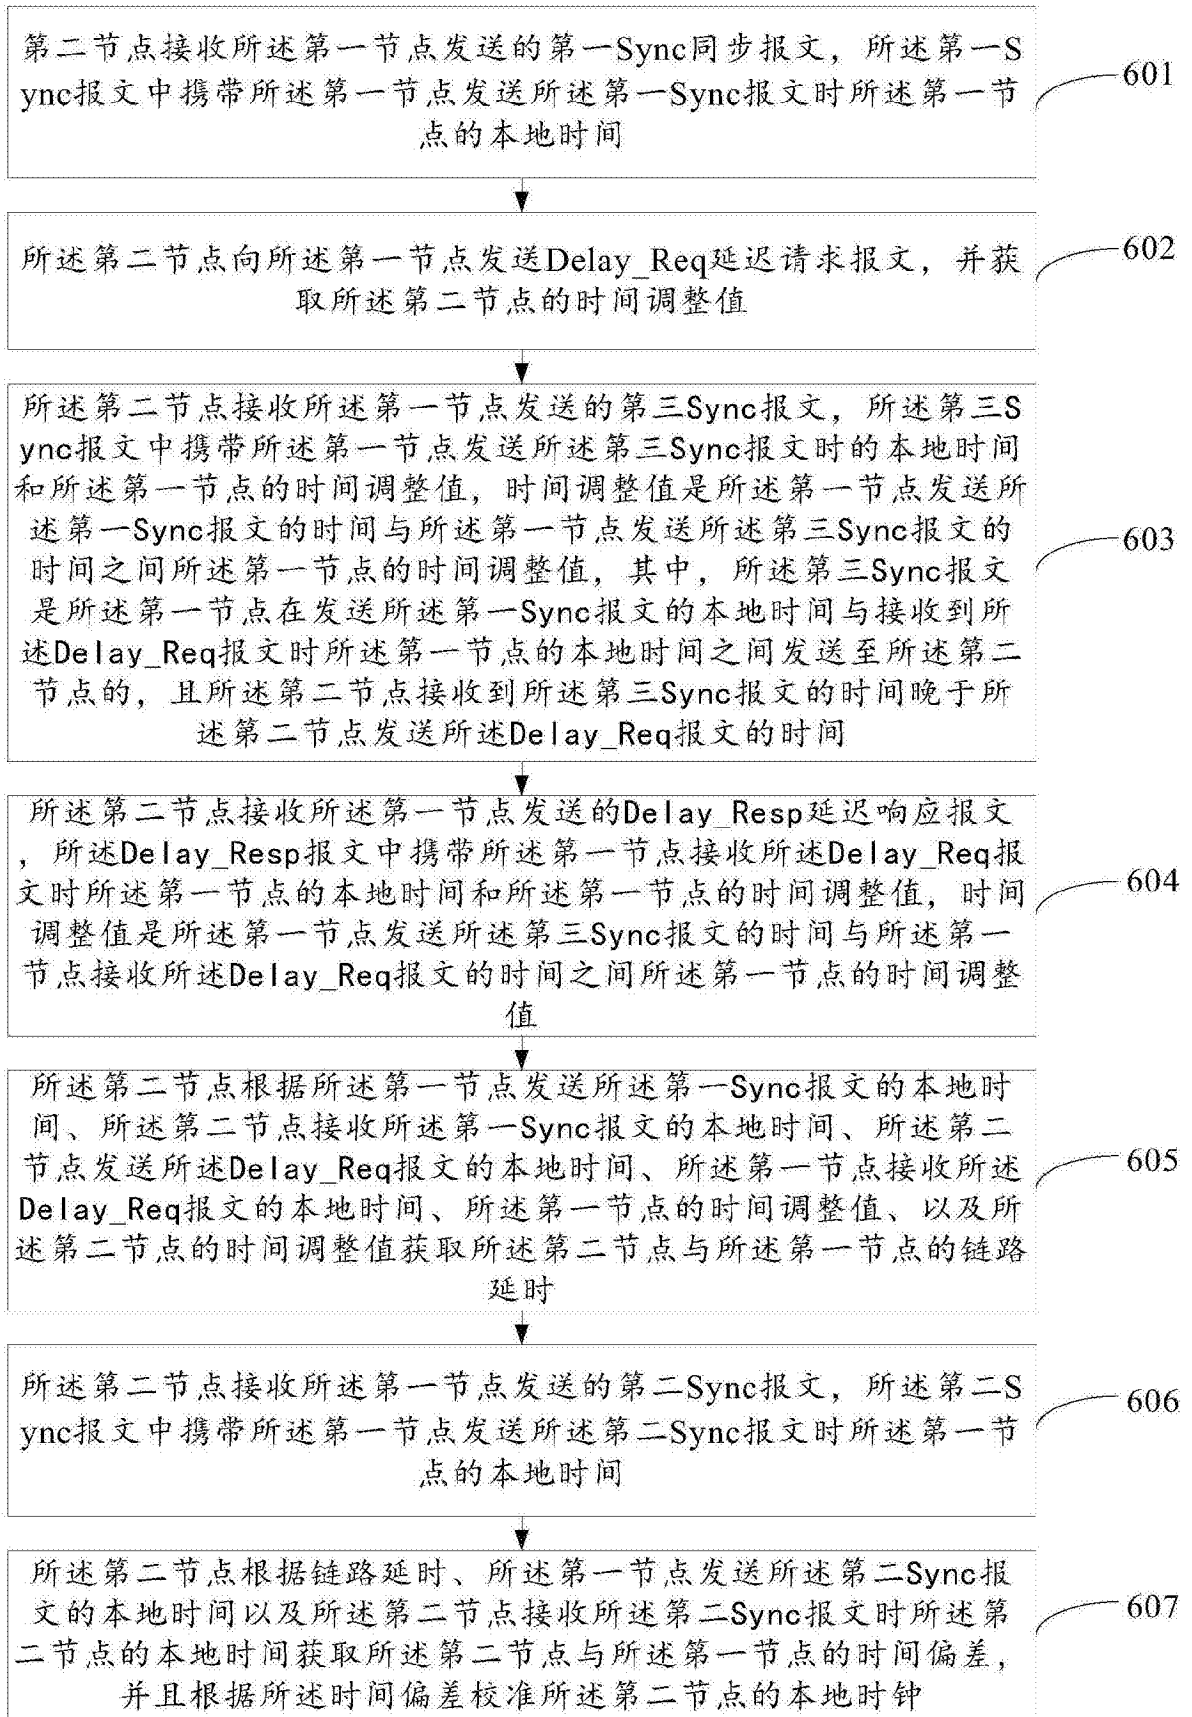 第二节点接收所述第一节点发送的第一Sync同步报文，所述第一S
ync报文中携带所述第一节点发送所述第一Sync报文时所述第一节
点的本地时间
601
所述第二节点向所述第一节点发送Delay_Req延迟请求报文，并获
取所述第二节点的时间调整值
602
所述第二节点接收所述第一节点发送的第三Sync报文，所述第三S
ync报文中携带所述第一节点发送所述第三Sync报文时的本地时间
和所述第一节点的时间调整值，时间调整值是所述第一节点发送所
述第一Sync报文的时间与所述第一节点发送所述第三Sync报文的
时间之间所述第一节点的时间调整值，其中，所述第三Sync报文
是所述第一节点在发送所述第一Sync报文的本地时间与接收到所
述Delay_Req报文时所述第一节点的本地时间之间发送至所述第二
节点的，且所述第二节点接收到所述第三Sync报文的时间晚于所
述第二节点发送所述Delay_Req报文的时间
603
所述第二节点接收所述第一节点发送的Delay_Resp延迟响应报文
，所述Delay_Resp报文中携带所述第一节点接收所述Delay_Req报
文时所述第一节点的本地时间和所述第一节点的时间调整值，时间
调整值是所述第一节点发送所述第三Sync报文的时间与所述第一
节点接收所述Delay_Req报文的时间之间所述第一节点的时间调整
值
604
所述第二节点根据所述第一节点发送所述第一Sync报文的本地时
间、所述第二节点接收所述第一Sync报文的本地时间、所述第二
节点发送所述Delay_Req报文的本地时间、所述第一节点接收所述
Delay_Req报文的本地时间、所述第一节点的时间调整值、以及所
述第二节点的时间调整值获取所述第二节点与所述第一节点的链路
延时
605
所述第二节点接收所述第一节点发送的第二Sync报文，所述第二S
ync报文中携带所述第一节点发送所述第二Sync报文时所述第一节
点的本地时间
606
所述第二节点根据链路延时、所述第一节点发送所述第二Sync报
文的本地时间以及所述第二节点接收所述第二Sync报文时所述第
二节点的本地时间获取所述第二节点与所述第一节点的时间偏差，
并且根据所述时间偏差校准所述第二节点的本地时钟
607